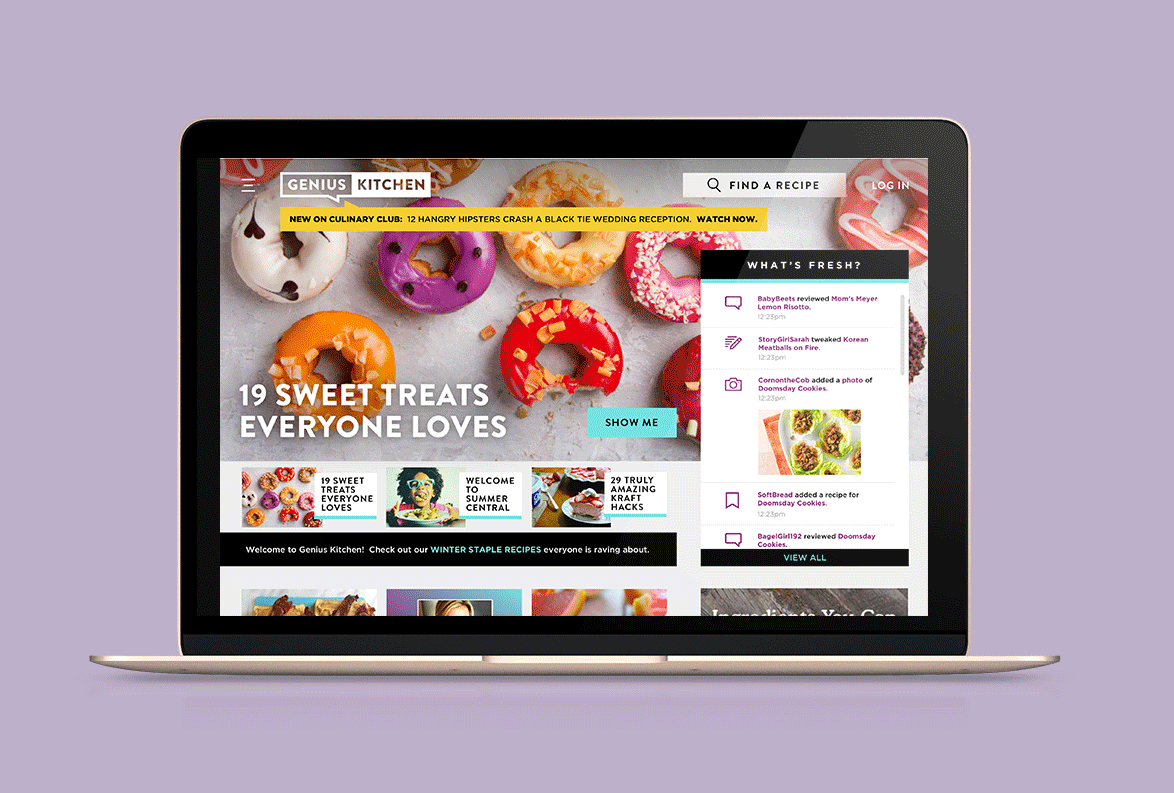 GENIUS KITCHEN
FIND A RECIPE
LOG IN
NEW ON CULINARY CLUB: 12 HANGRY HIPSTERS CRASH A BLACK TIE WEDDING RECEPTION. WATCH NOW.
19 SWEET TREATS
EVERYONE LOVES
SHOW ME
WHAT'S FRESH?
BabyBeets reviewed Mom's Meyer
Lemon Risotto.
12:23pm
StoryGirlSarah tweaked Korean
Meatballs on Fire.
12:23pm
CornontheCob added a photo of
Doomsday Cookies.
12:23pm
SoftBread added a recipe for
Doomsday Cookies.
12:23pm
BagelGirl192 reviewed Doomsday
Cookies.
VIEW ALL
19 SWEET
TREATS
EVERYONE
LOVES
WELCOME
TO
SUMMER
CENTRAL
29 TRULY
AMAZING
KRAFT
HACKS
Welcome to Genius Kitchen! Check out our WINTER STAPLE RECIPES everyone is raving about.
Ingredients You Can